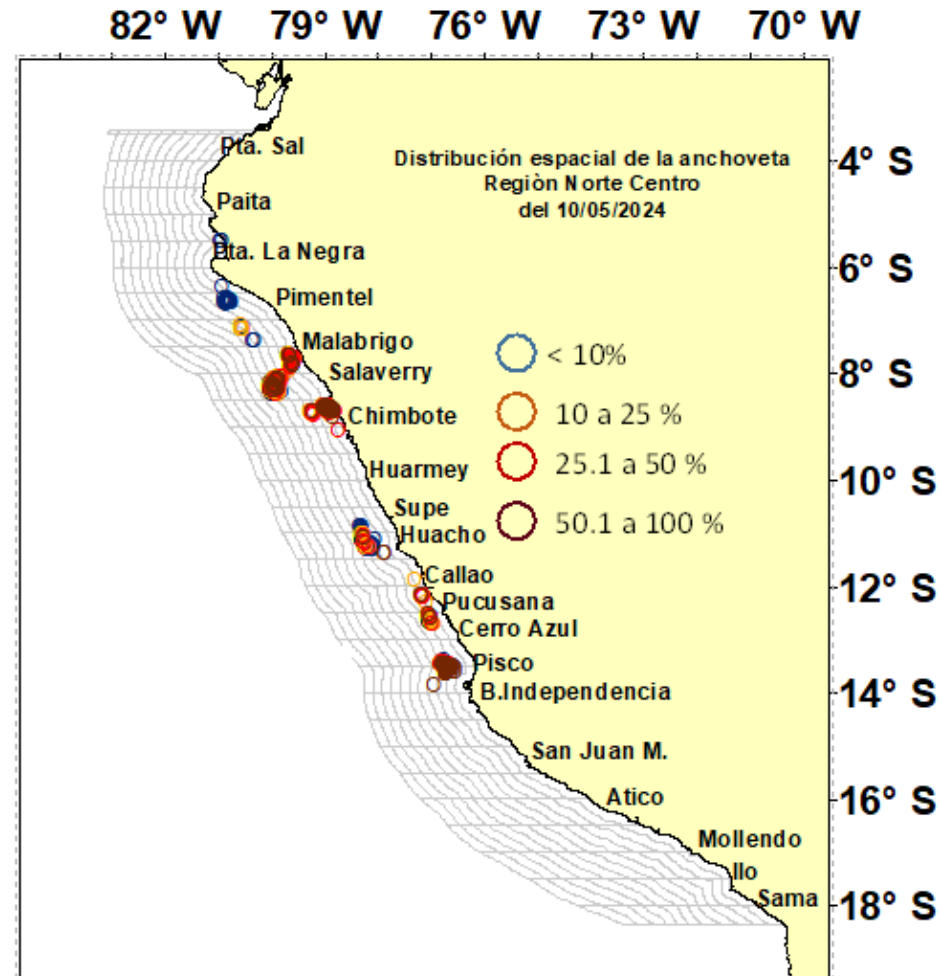 82° W 79° W 76° W 73° W 70° W
Pta. Sal
Distribución espacial de la anchoveta
Regiòn Norte Centro
del 10/05/2024
4° S
Paita
Pta. La Negra
6° S
Pimentel
Malabrigo
< 10%
Salaverry
8° S
Chimbote
10 a 25 %
Huarmey
25.1 a 50 %
10° S
Supe
Huacho
50.1 a 100 %
Callao
12° S
Pucusana
Cerro Azul
Pisco
B.Independencia
14° S
San Juan M.
Atico
16° S
Mollendo
Ilo
Sama
18° S